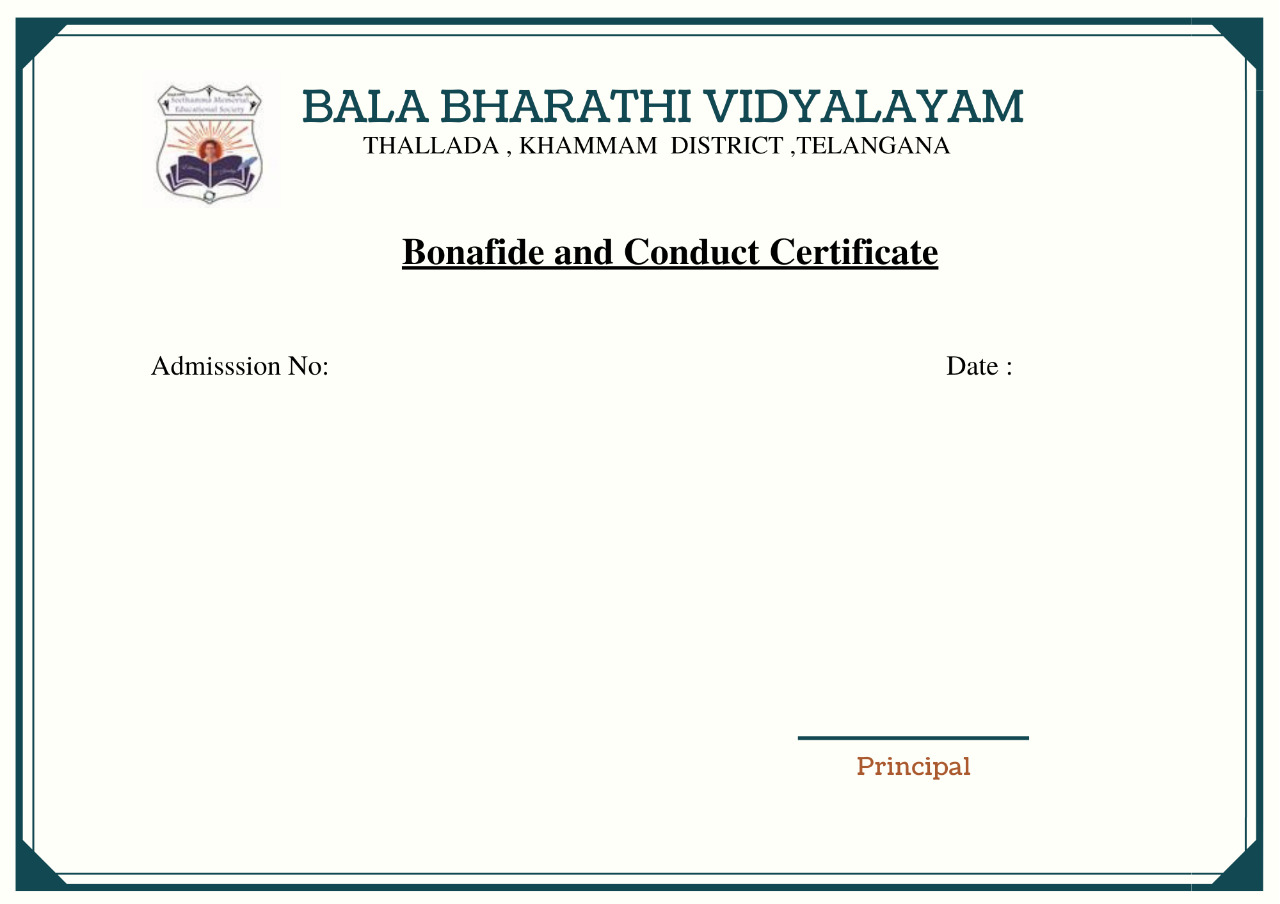 Seethamma Memorial
Educational Society
BALA BHARATHI VIDYALAYAM
THALLADA , KHAMMAM  DISTRICT ,TELANGANA
Bonafide and Conduct Certificate
Admisssion No:
Date :
Principal